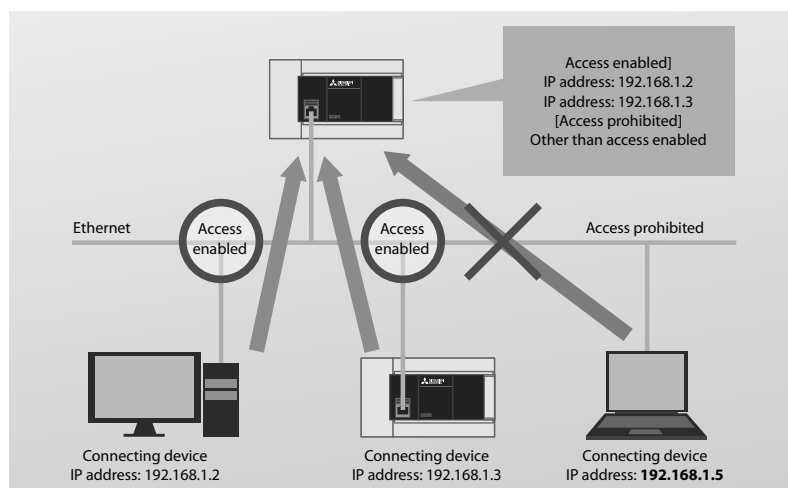 Access enabled]
IP address: 192.168.1.2
IP address: 192.168.1.3
[Access prohibited]
Other than access enabled
Ethernet
Access
enabled
Access
enabled
Access prohibited
Connecting device
IP address: 192.168.1.2
Connecting device
IP address: 192.168.1.3
Connecting device
IP address: 192.168.1.5